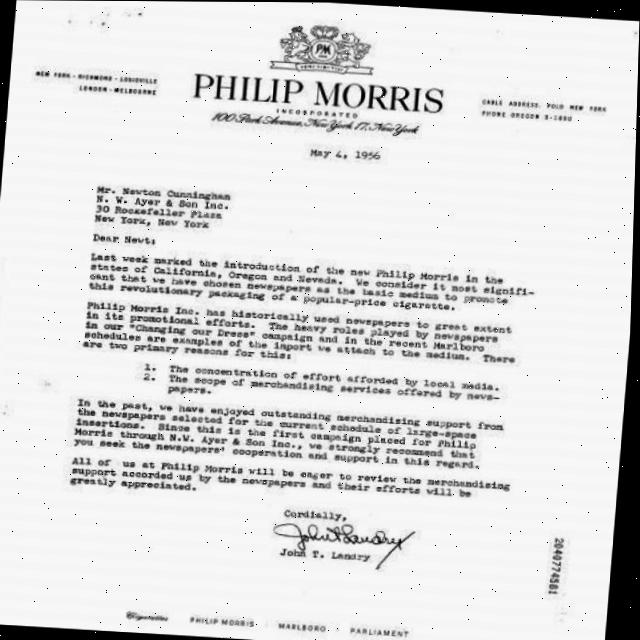 PM
NEW YORK - RICHMOND - LOUISVILLE
LONDON - MELBOURNE
PHILIP MORRIS
INCORPORATED
100 Park Avenue, New York 17, New York
CABLE ADDRESS. POLO NEW YORK
PHONE OREGON
May 4, 1956
Mr. Newton Cunningham
N. W. Ayer & Son Inc.
30 Rockefeller Plaza
New York, New York
Dear Newt:
Last week marked the introduction of the new Philip Morris in the
states of California, Oregon and Nevada. We consider it most signifi-
cant that we have chosen newspapers as the basic medium to promote
this revolutionary packaging of a popular-price cigarette.
Philip Morris Inc. has historically used newspapers to great extent
in its promotional efforts. The heavy roles played by newspapers
in our "Changing our Dress" campaign and in the recent Marlboro
schedules are examples of the import we attach to the medium. There
are two primary reasons for this:
1. The concentration of effort afforded by local media.
2. The scope of merchandising services offered by news-
papers.
In the past, we have enjoyed outstanding merchandising support from
the newspapers selected for the current schedule of large-space
insertions. Since this is the first campaign placed for Philip
Morris through N.W. Ayer & Son Inc., we strongly recommend that
you seek the newspapers' cooperation and support in this regard.
All of us at Philip Morris will be eager to review the merchandising
support accorded us by the newspapers and their efforts will be
greatly appreciated.
Cordially,
John T Landry
John T. Landry
2040774581
Cigarettes PHILIP MORRIS · MARLBORO · PARLIAMENT